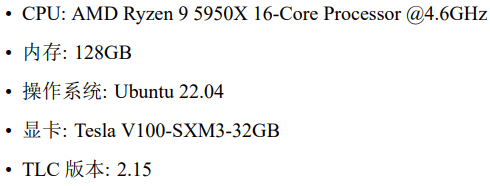 • CPU: AMD Ryzen 9 5950X 16-Core Processor @4.6GHz
• 内存: 128GB
• 操作系统: Ubuntu 22.04
• 显卡: Tesla V100-SXM3-32GB
• TLC 版本: 2.15